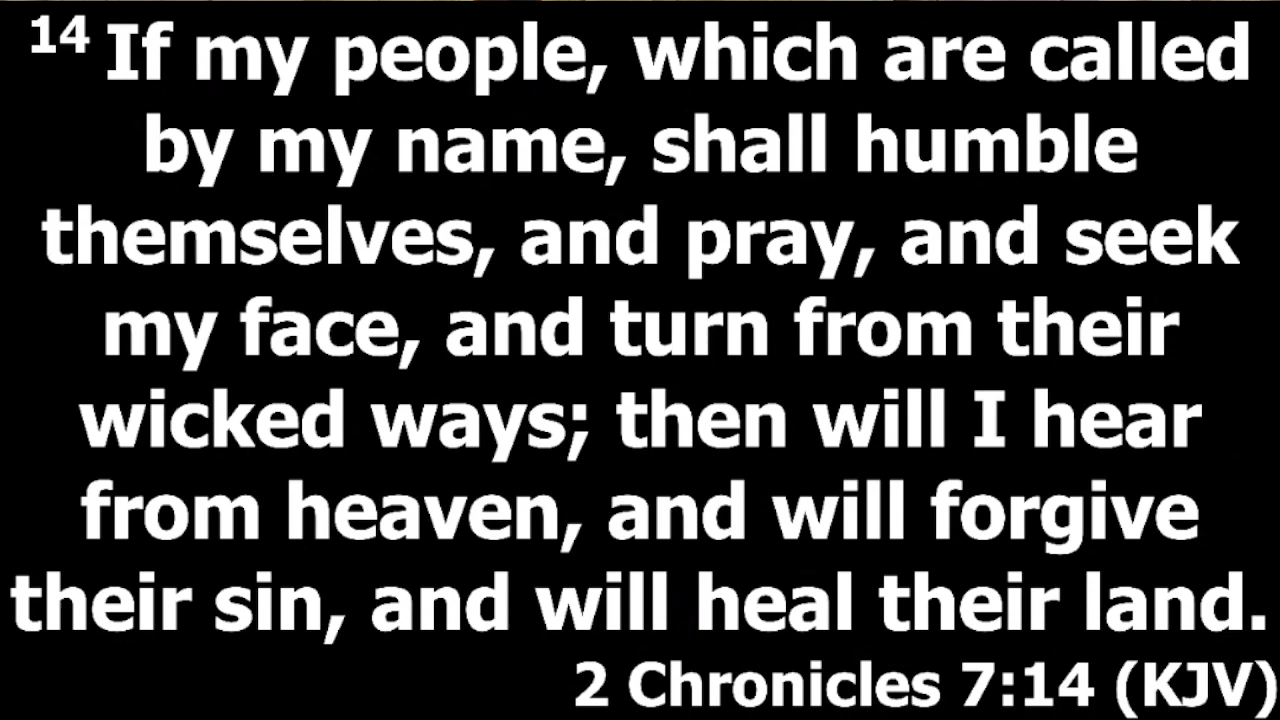 14 If my people, which are called
by my name, shall humble
themselves, and pray, and seek
my face, and turn from their
wicked ways; then will I hear
from heaven, and will forgive
their sin, and will heal their land.
2 Chronicles 7:14 (KJV)